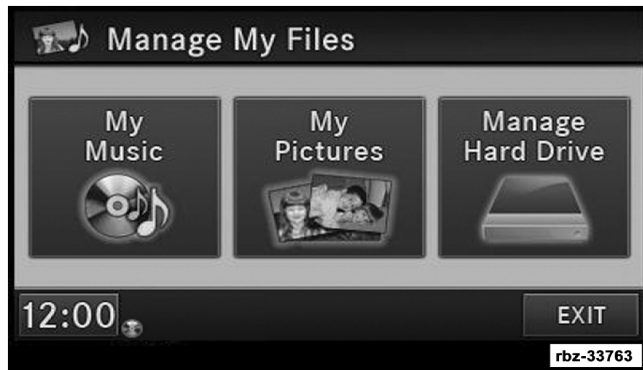 Manage My Files
My
Music
My
Pictures
Manage
Hard Drive
12:00
EXIT
rbz-33763